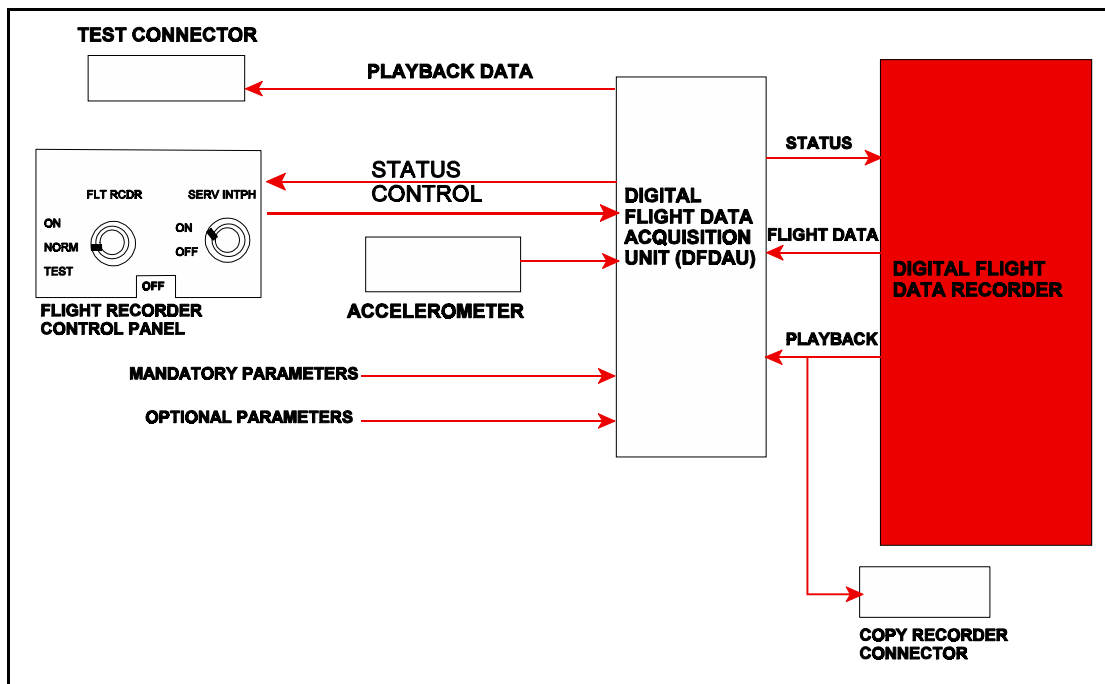 TEST CONNECTOR
PLAYBACK DATA
STATUS
CONTROL
FLT RCDR
SERV INTPH
ON
NORM
TEST
ON
OFF
OFF
FLIGHT RECORDER
CONTROL PANEL
ACCELEROMETER
MANDATORY PARAMETERS
OPTIONAL PARAMETERS
DIGITAL
FLIGHT DATA
ACQUISITION
UNIT (DFDAU)
STATUS
FLIGHT DATA
PLAYBACK
DIGITAL FLIGHT
DATA RECORDER
COPY RECORDER
CONNECTOR